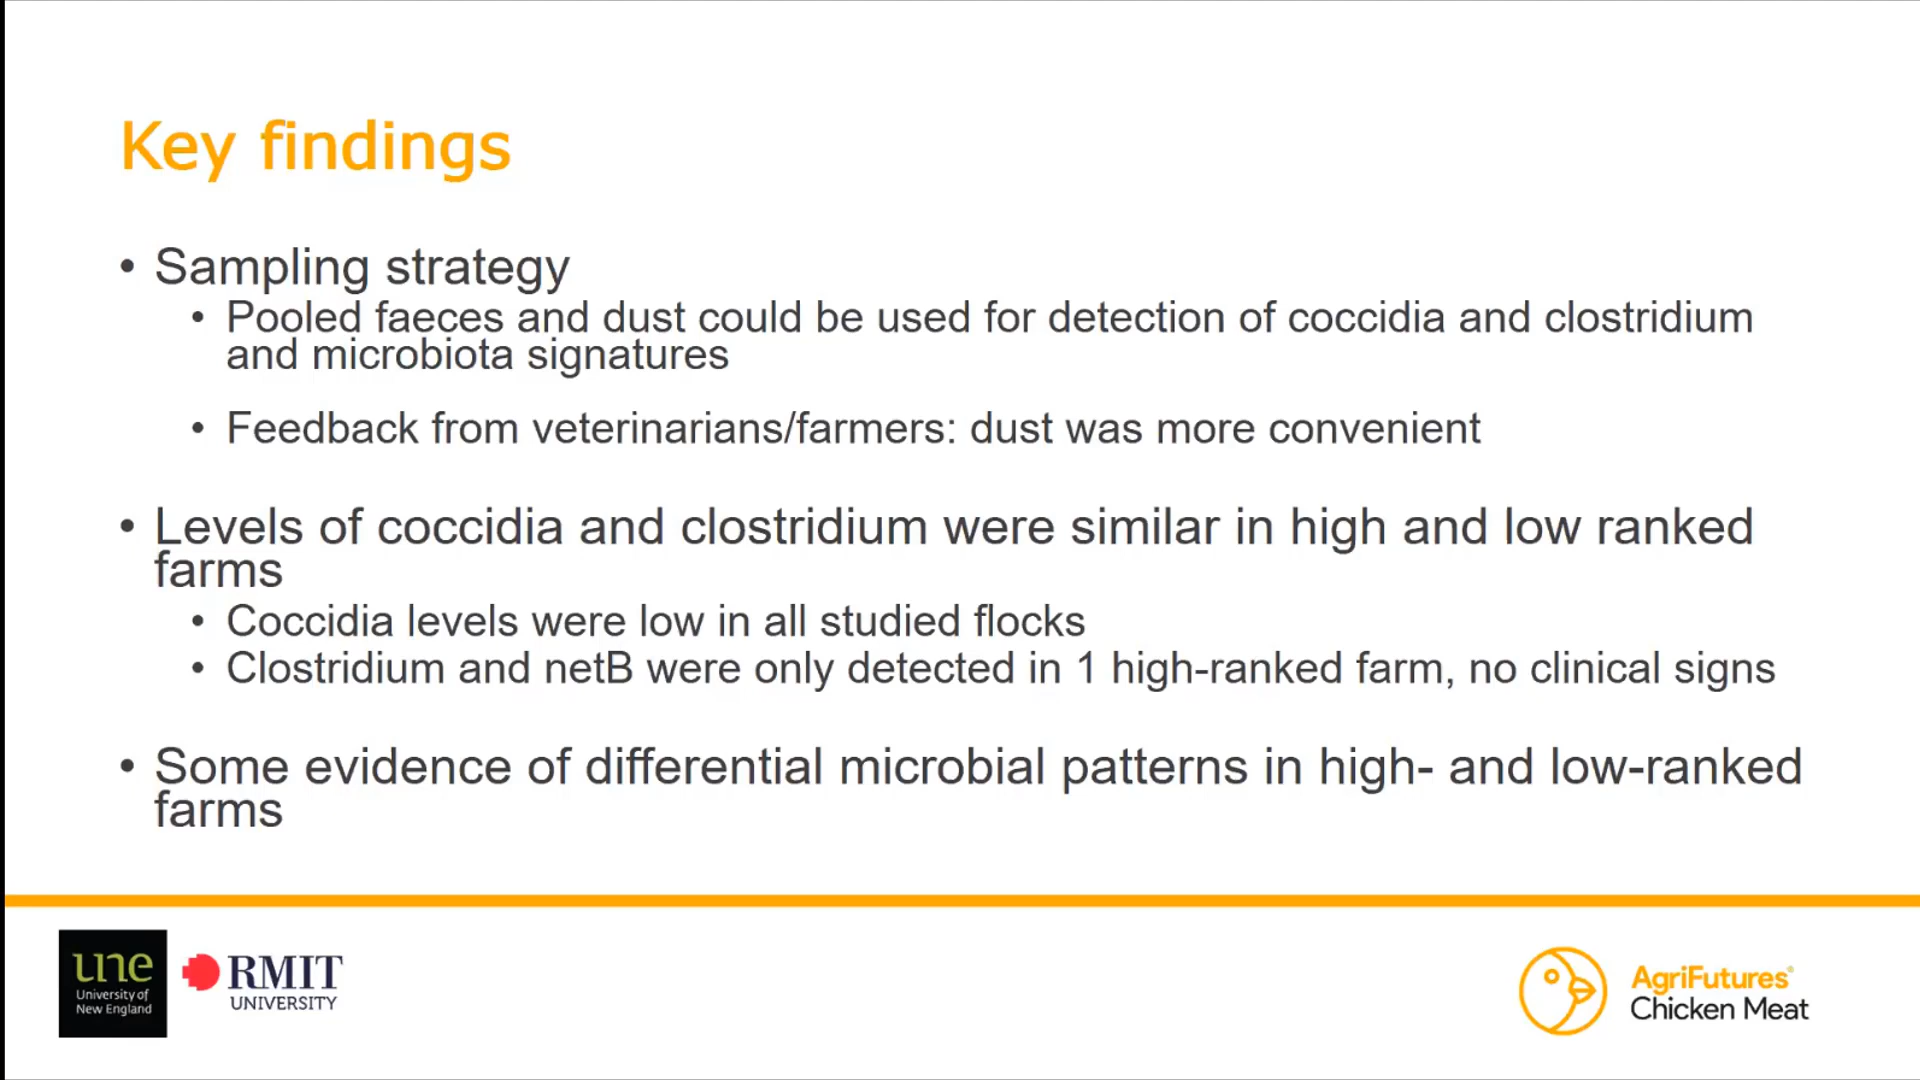 Key findings
• Sampling strategy
• Pooled faeces and dust could be used for detection of coccidia and clostridium
and microbiota signatures
• Feedback from veterinarians/farmers: dust was more convenient
• Levels of coccidia and clostridium were similar in high and low ranked
farms
• Coccidia levels were low in all studied flocks
• Clostridium and netB were only detected in 1 high-ranked farm, no clinical signs
• Some evidence of differential microbial patterns in high- and low-ranked
farms
une
University of
New England
RMIT
UNIVERSITY
AgriFutures®
Chicken Meat